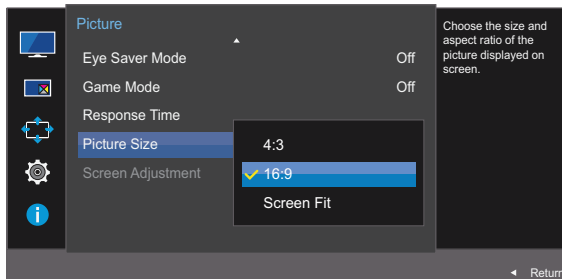 Picture
Eye Saver Mode Off
Game Mode Off
Response Time
Picture Size
Screen Adjustment
4:3
16:9
Screen Fit
Choose the size and
aspect ratio of the
picture displayed on
screen.
Return